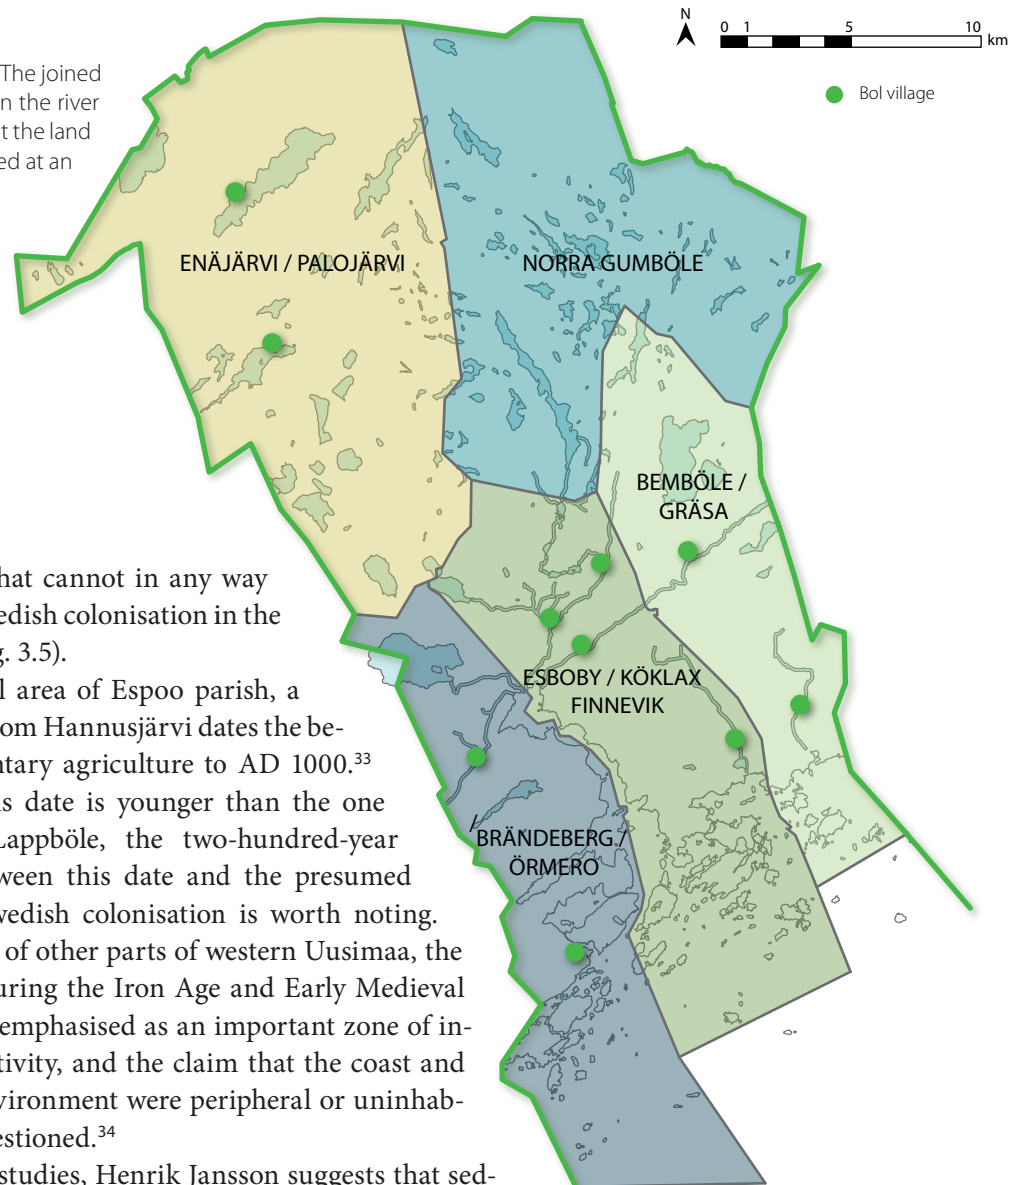 N
0 1 5 10
km
Bol village
The joined
n the river
t the land
ed at an
ENÄJÄRVI / PALOJÄRVI
NORRA GUMBÖLE
BEMBÖLE /
GRÄSA
ESBOBY / KÖKLAX
FINNEVIK
/BRÄNDEBERG /
ÖRMERO
hat cannot in any way
edish colonisation in the
g. 3.5).
l area of Espoo parish, a
om Hannusjärvi dates the be-
ntary agriculture to AD 1000.³³
is date is younger than the one
Lappböle, the two-hundred-year
ween this date and the presumed
wedish colonisation is worth noting.
of other parts of western Uusimaa, the
uring the Iron Age and Early Medieval
emphasised as an important zone of in-
tivity, and the claim that the coast and
vironment were peripheral or uninhab-
estioned.³⁴
studies, Henrik Jansson suggests that sed-